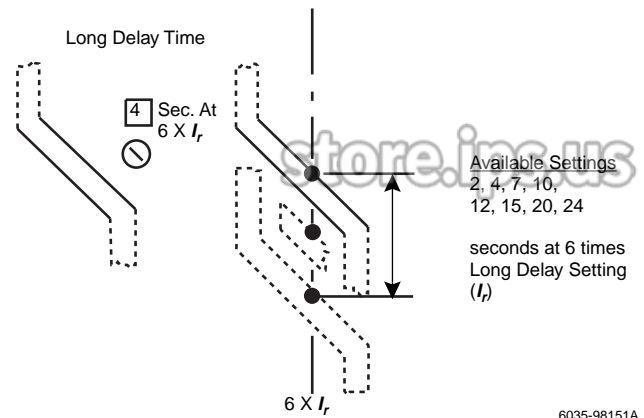 Long Delay Time
4 Sec. At
6 X Ir
store.ips.us
Available Settings
2, 4, 7, 10,
12, 15, 20, 24
seconds at 6 times
Long Delay Setting
(Ir)
6 X Ir
6035-98151A